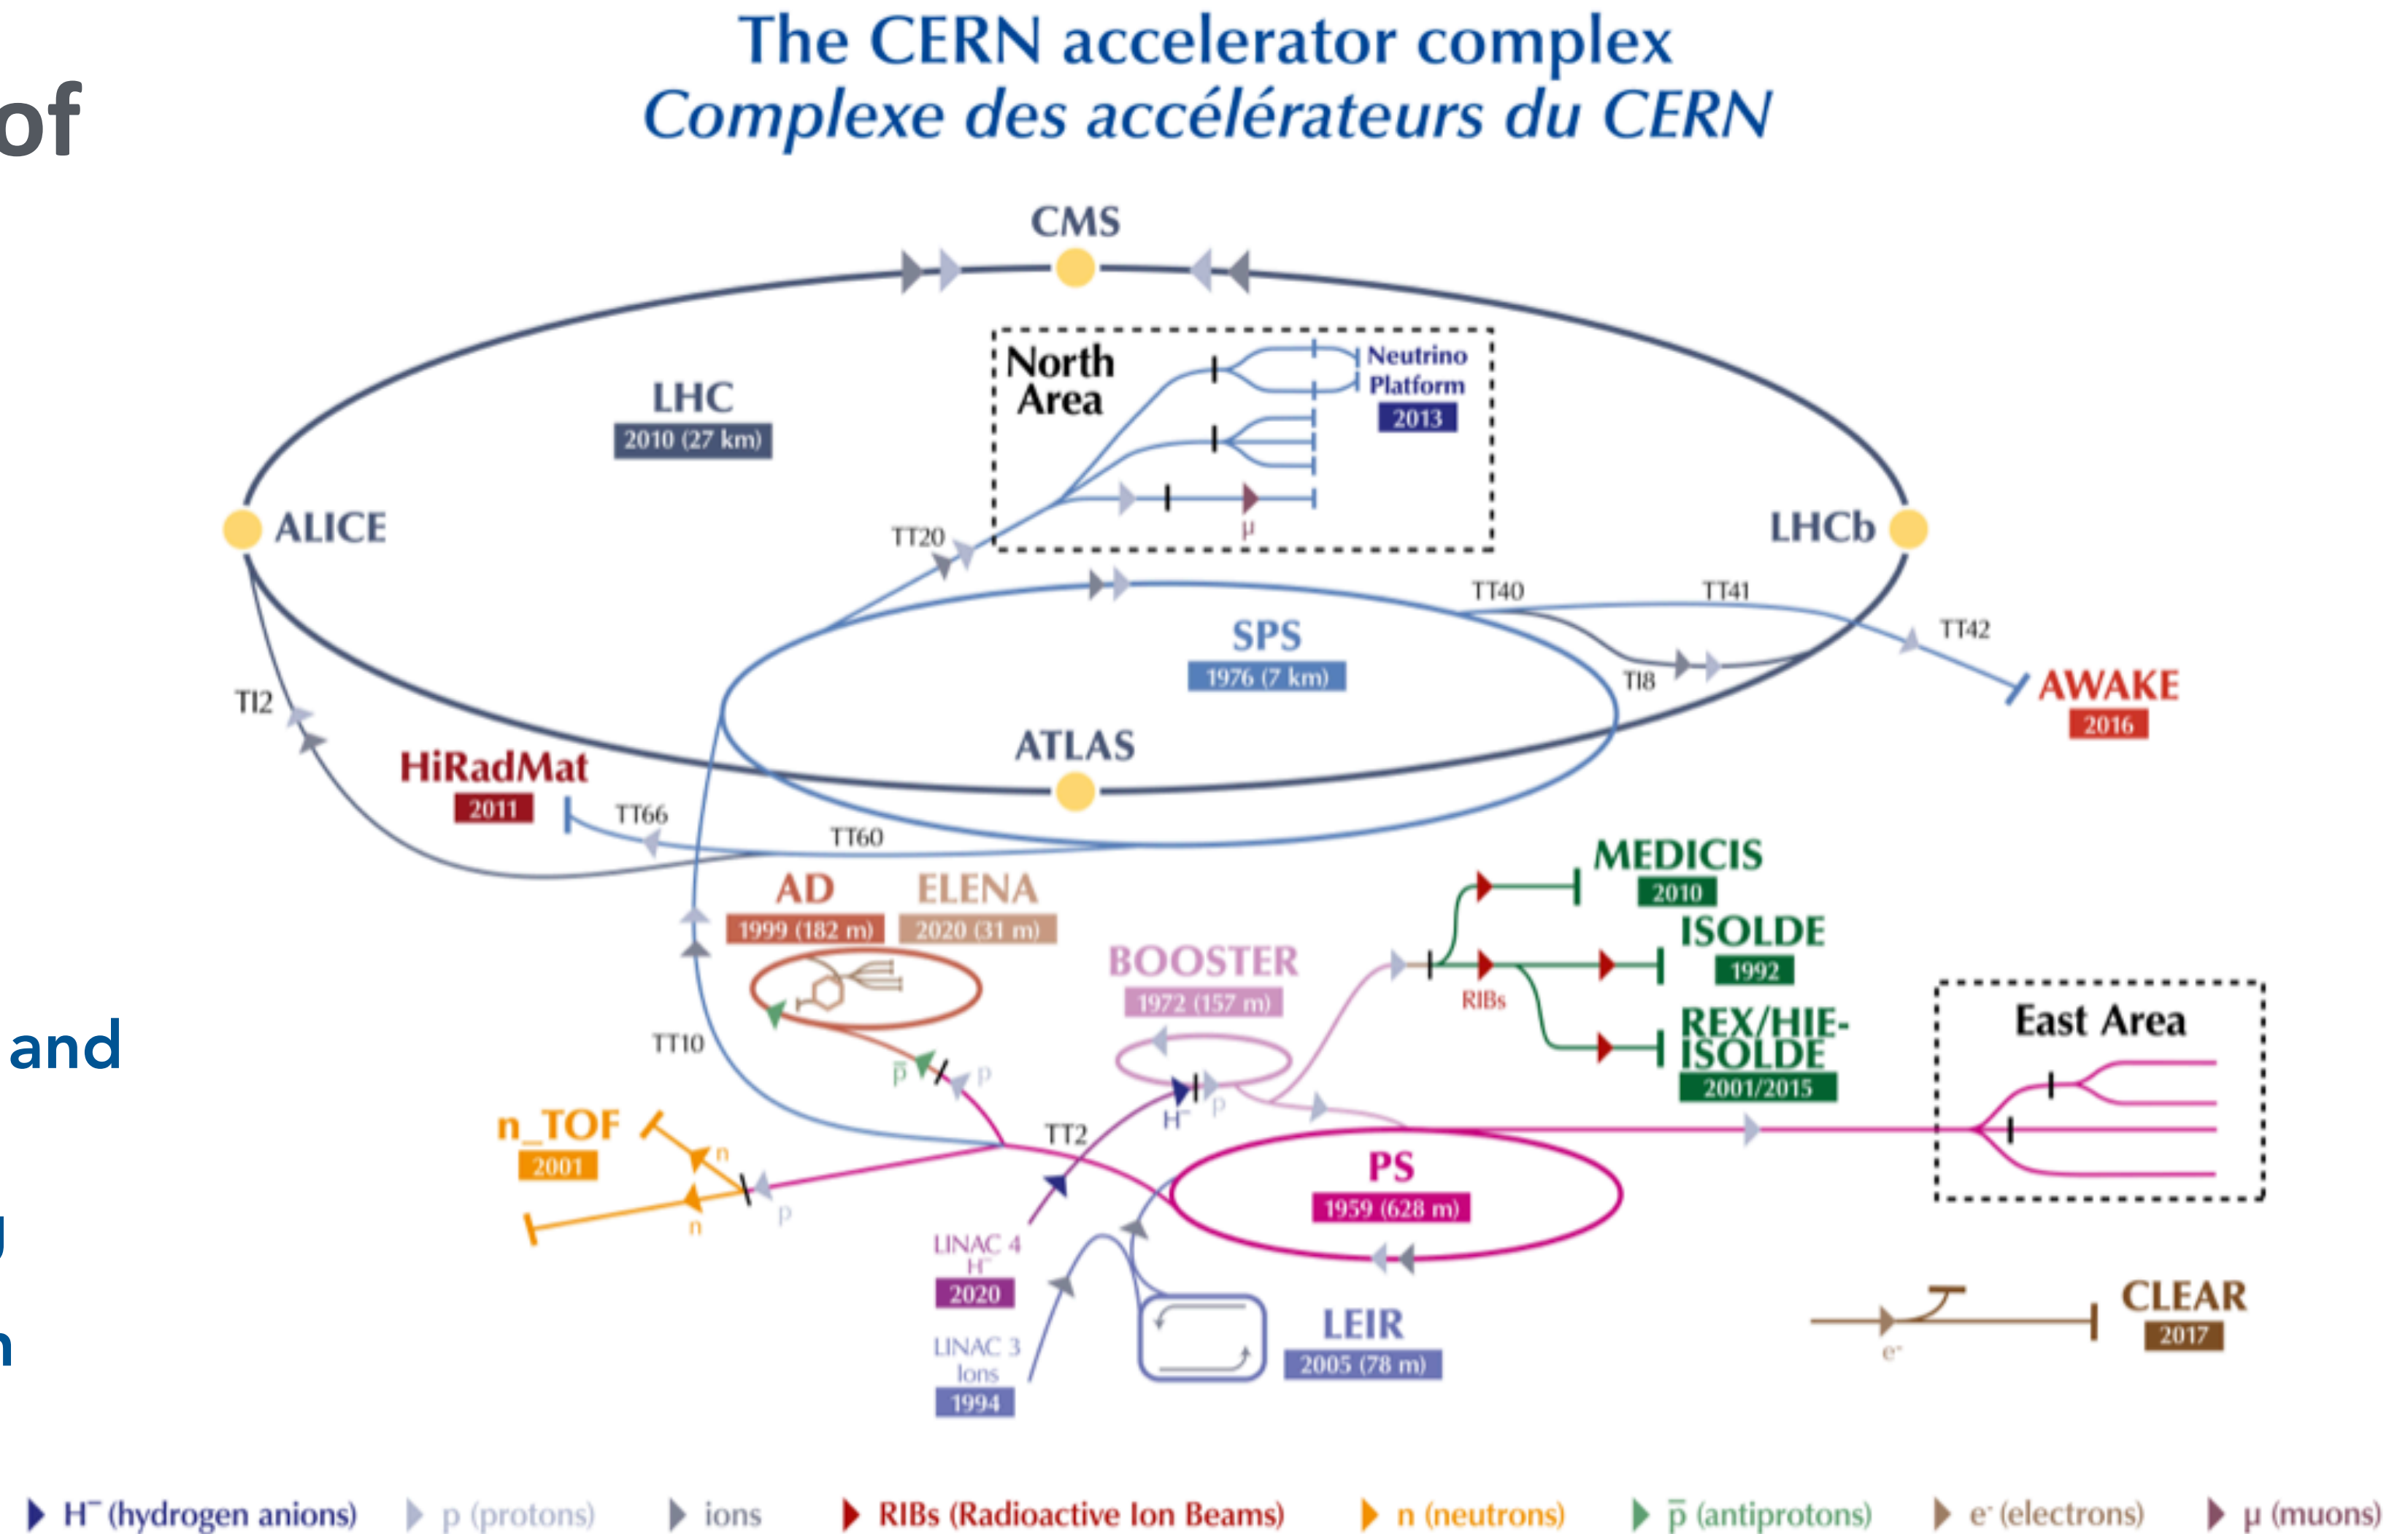 of
and
g
n
The CERN accelerator complex
Complexe des accélérateurs du CERN
CMS
North
Area
Neutrino
Platform
2013
μ
LHC
2010 (27 km)
ALICE
LHCb
TT20
TT40
TT41
TT42
SPS
1976 (7 km)
TI8
AWAKE
2016
TI2
ATLAS
HiRadMat
2011
TT66
TT60
AD
1999 (182 m)
ELENA
2020 (31 m)
MEDICIS
2010
ISOLDE
1992
RIBs
REX/HIE-
ISOLDE
2001/2015
BOOSTER
1972 (157 m)
East Area
TT10
p̅
p
H⁻
p
n_TOF
2001
n
n
p
TT2
PS
1959 (628 m)
LINAC 4
H⁻
2020
LINAC 3
Ions
1994
LEIR
2005 (78 m)
CLEAR
2017
e⁻
H⁻ (hydrogen anions)
p (protons)
ions
RIBs (Radioactive Ion Beams)
n (neutrons)
p̅ (antiprotons)
e⁻ (electrons)
μ (muons)